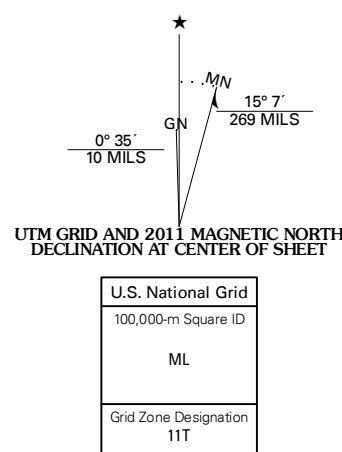 ★
MN
GN
15° 7´
269 MILS
0° 35´
10 MILS
UTM GRID AND 2011 MAGNETIC NORTH
DECLINATION AT CENTER OF SHEET
U.S. National Grid
100,000-m Square ID
ML
Grid Zone Designation
11T